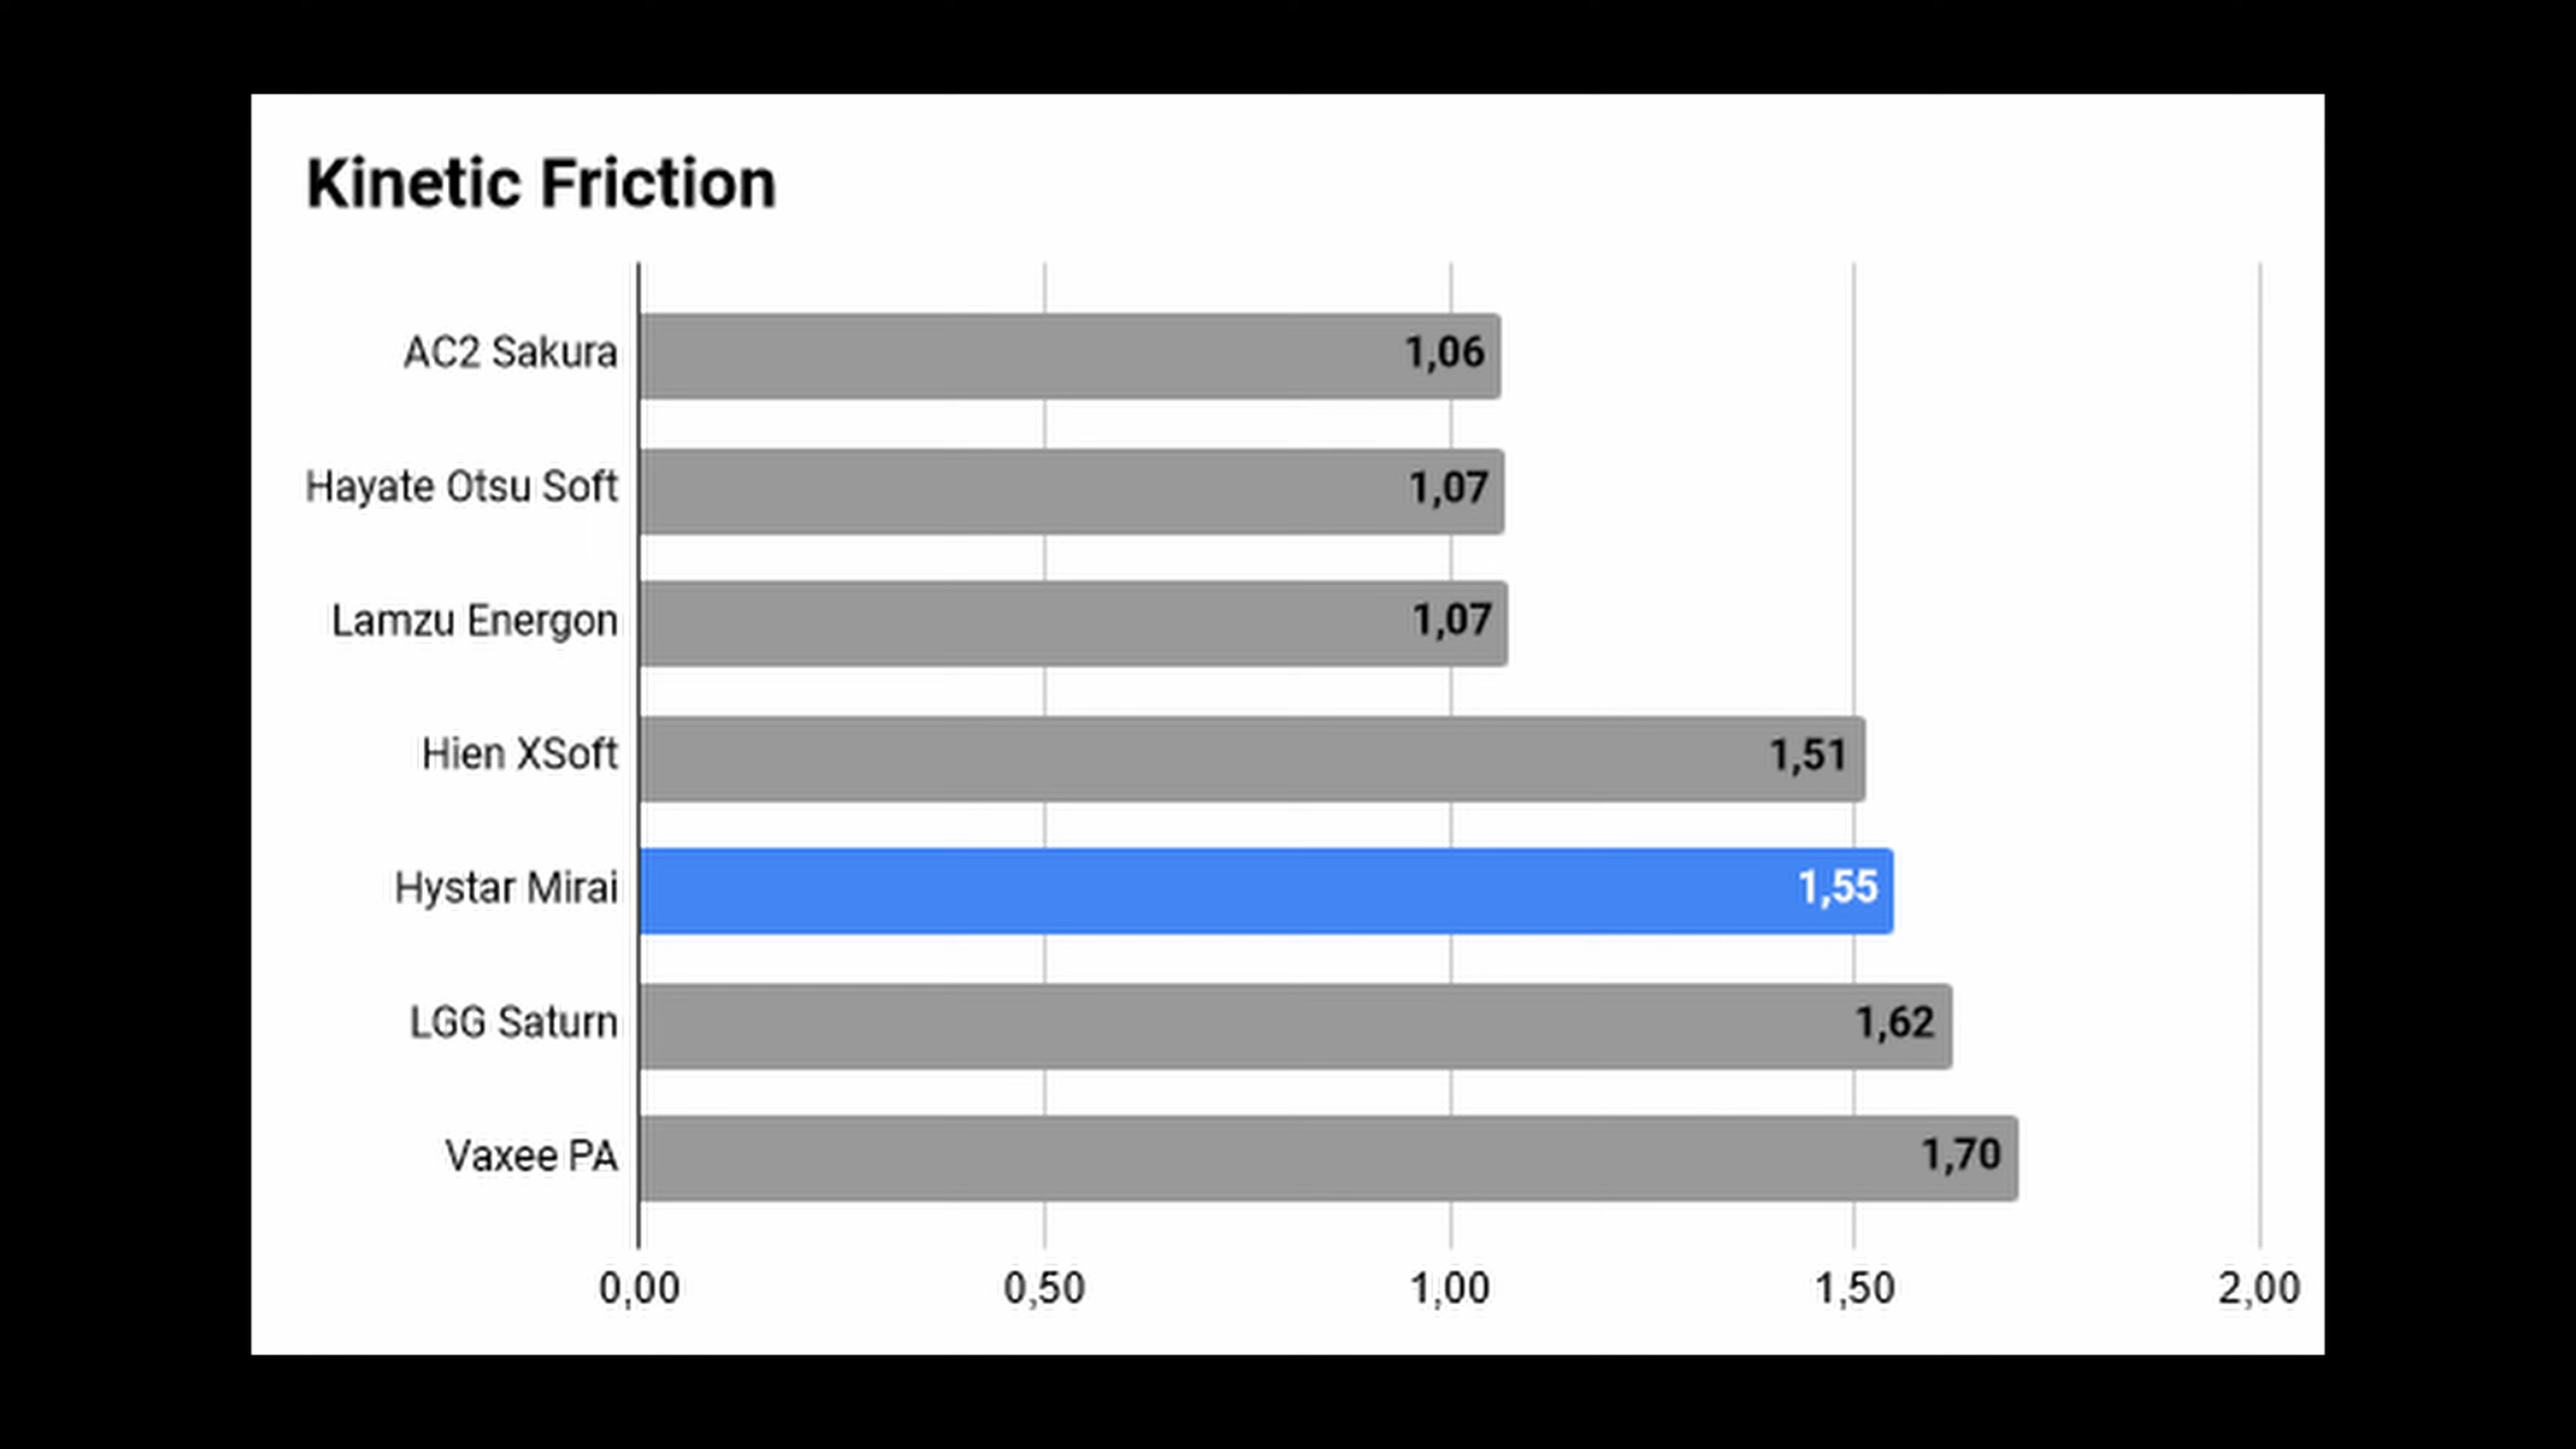 Kinetic Friction
AC2 Sakura 1,06
Hayate Otsu Soft 1,07
Lamzu Energon 1,07
Hien XSoft 1,51
Hystar Mirai 1,55
LGG Saturn 1,62
Vaxee PA 1,70
0,00 0,50 1,00 1,50 2,00